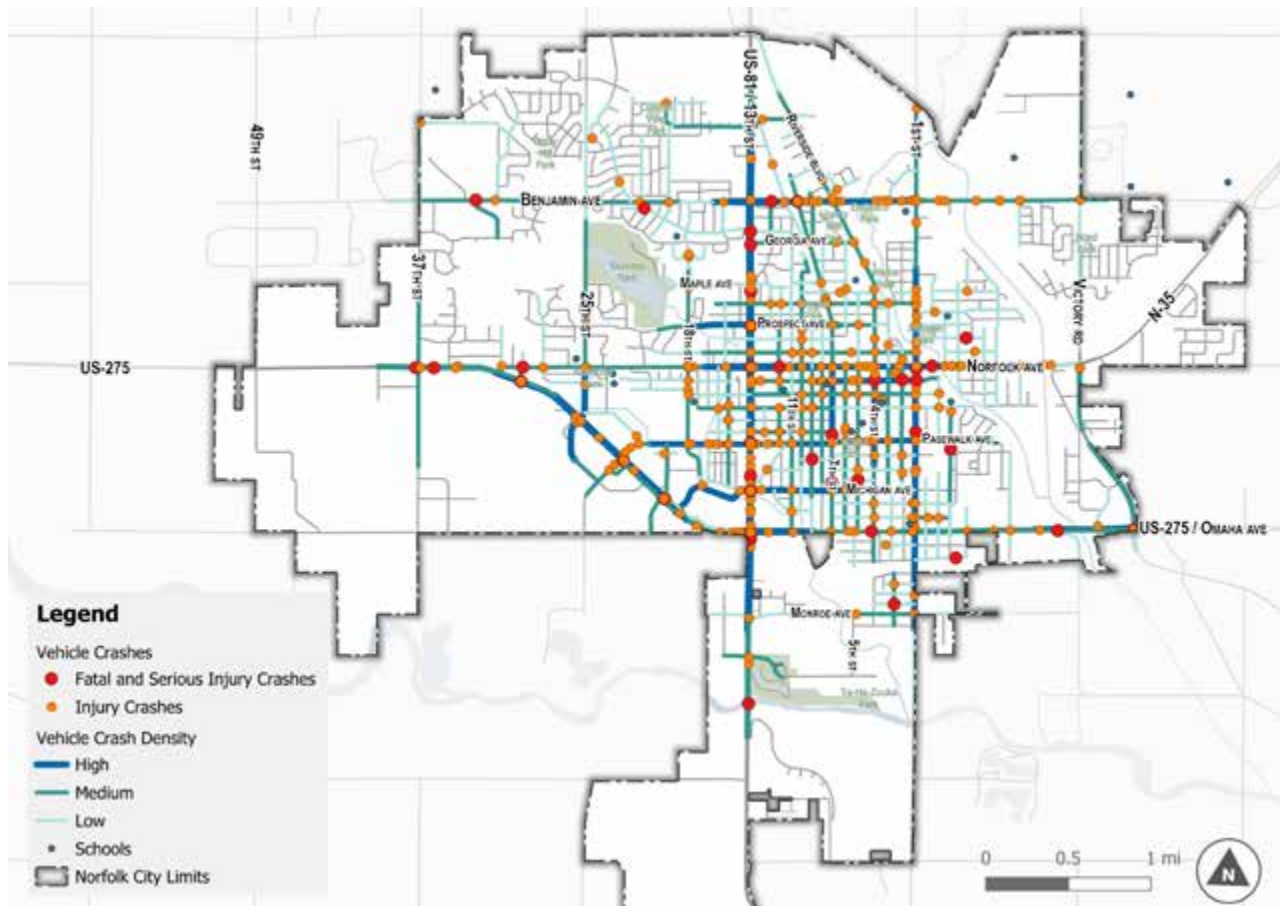 US-81 / 13TH ST
RIVERSIDE BLVD
1ST ST
49TH ST
BENJAMIN AVE
GEORGIA AVE
37TH ST
25TH ST
MAPLE AVE
18TH ST
PROSPECT AVE
VICTORY RD
N-35
US-275
NORFOLK AVE
11TH ST
4TH ST
7TH ST
PASEWALK AVE
MICHIGAN AVE
US-275 / OMAHA AVE
MONROE AVE
5TH ST
Legend
Vehicle Crashes
Fatal and Serious Injury Crashes
Injury Crashes
Vehicle Crash Density
High
Medium
Low
Schools
Norfolk City Limits
0 0.5 1 mi
N